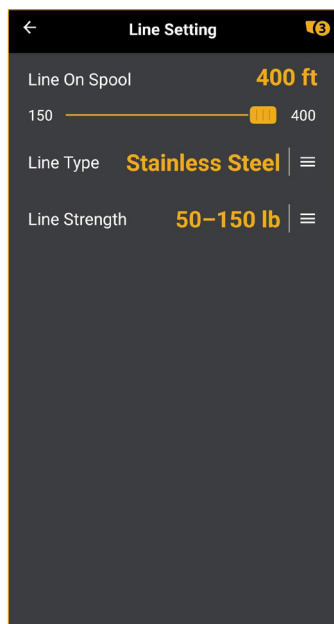 Line Setting
3
Line On Spool 400 ft
150 400
Line Type Stainless Steel
Line Strength 50–150 lb